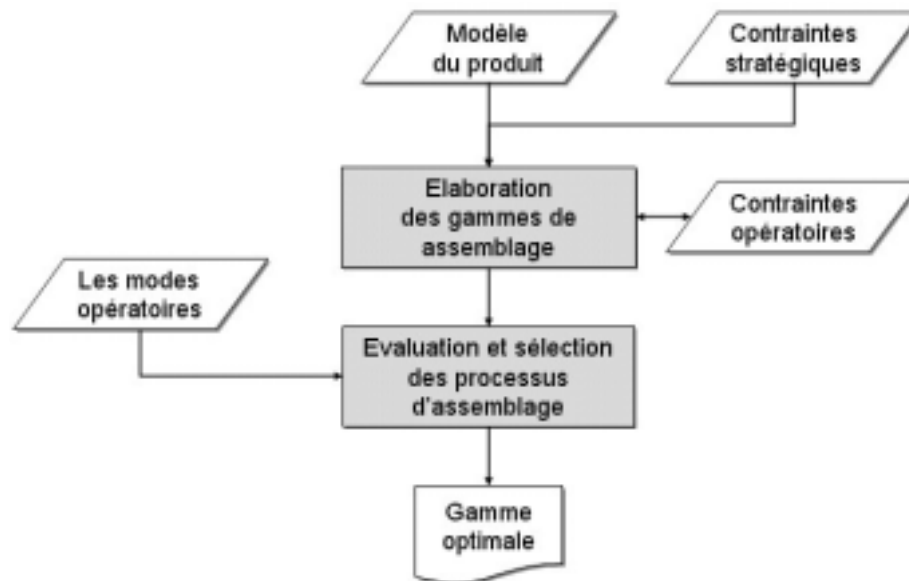 Modèle
du produit
Contraintes
stratégiques
Elaboration
des gammes de
assemblage
Contraintes
opératoires
Les modes
opératoires
Evaluation et sélection
des processus
d'assemblage
Gamme
optimale